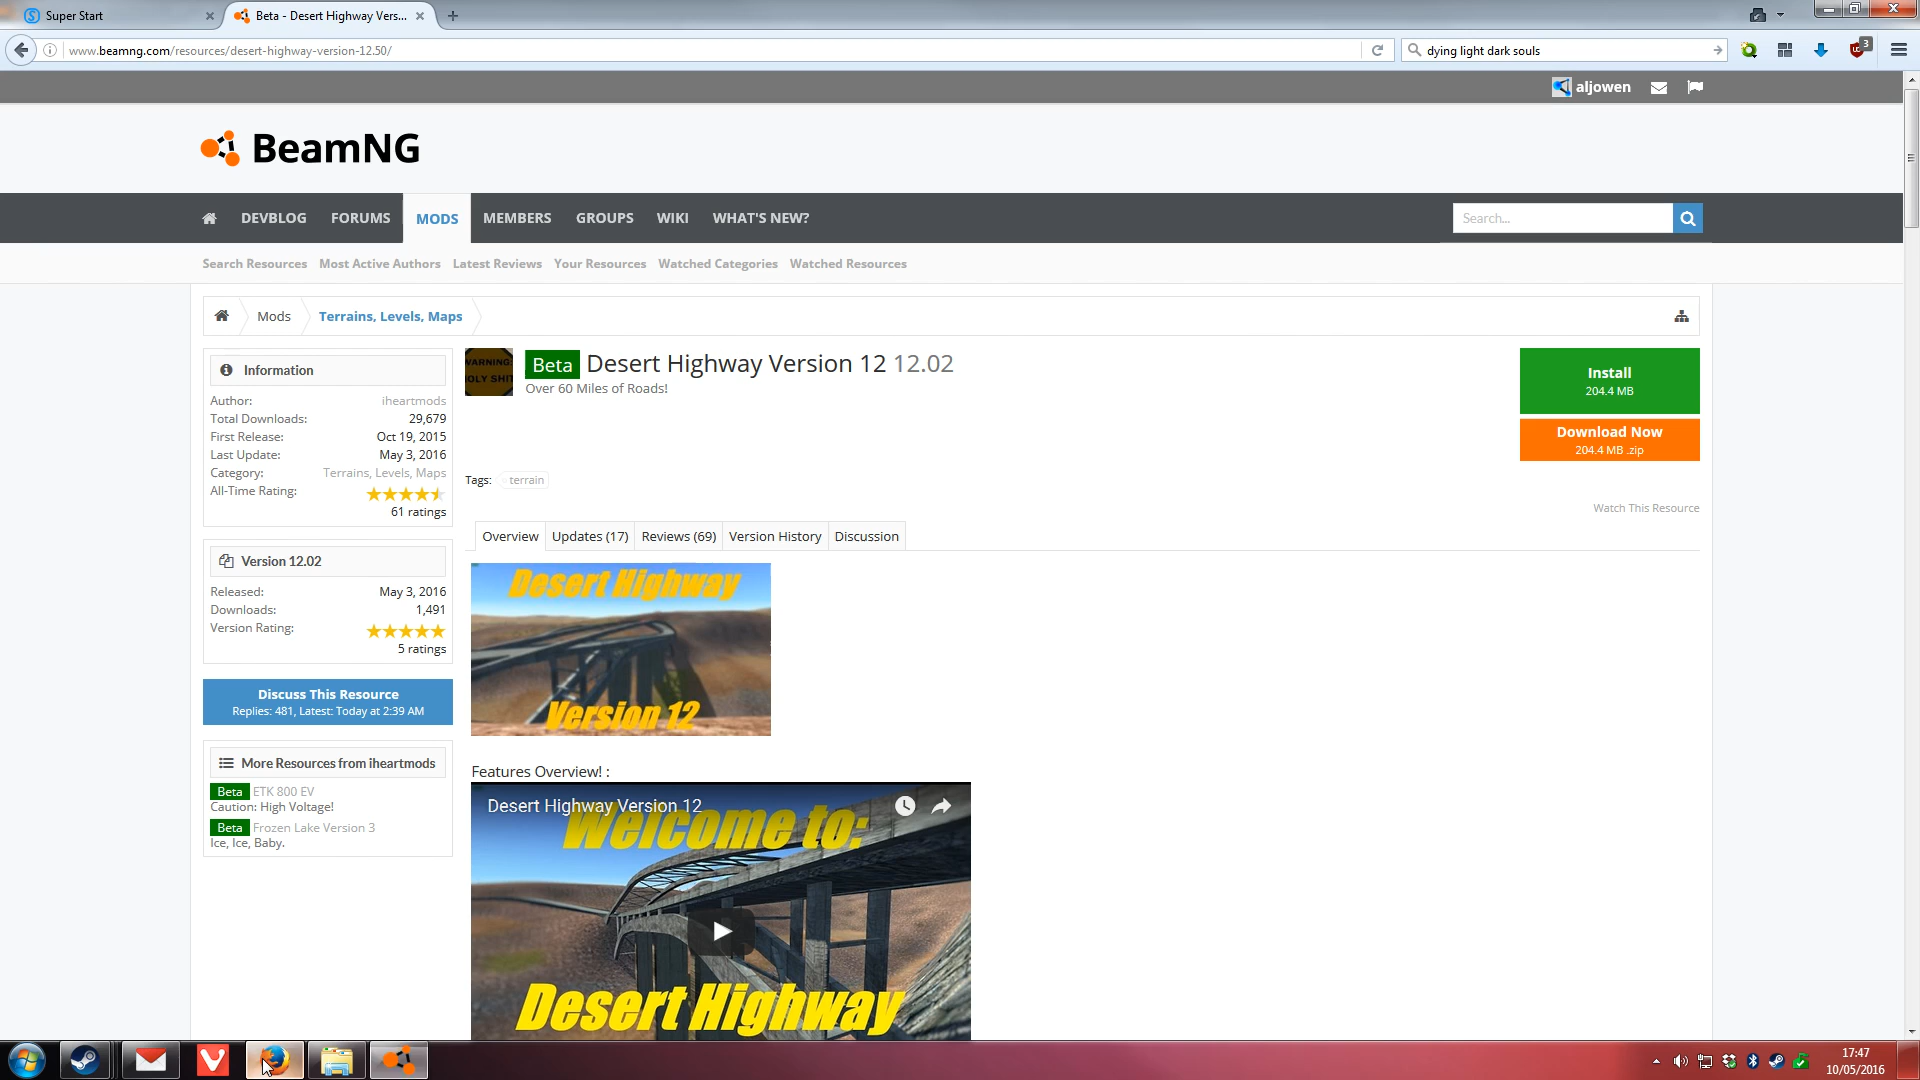 Super Start
Beta - Desert Highway Vers...
www.beamng.com/resources/desert-highway-version-12.50/
dying light dark souls
3
aljowen
BeamNG
DEVBLOG FORUMS MODS MEMBERS GROUPS WIKI WHAT'S NEW?
Search...
Search Resources Most Active Authors Latest Reviews Your Resources Watched Categories Watched Resources
Mods Terrains, Levels, Maps
Information
Author: iheartmods
Total Downloads: 29,679
First Release: Oct 19, 2015
Last Update: May 3, 2016
Category: Terrains, Levels, Maps
All-Time Rating:
61 ratings
Version 12.02
Released: May 3, 2016
Downloads: 1,491
Version Rating:
5 ratings
Discuss This Resource
Replies: 481, Latest: Today at 2:39 AM
More Resources from iheartmods
Beta ETK 800 EV
Caution: High Voltage!
Beta Frozen Lake Version 3
Ice, Ice, Baby.
WARNING:
HOLY SHIT
Beta Desert Highway Version 12 12.02
Over 60 Miles of Roads!
Install
204.4 MB
Download Now
204.4 MB .zip
Tags: terrain
Watch This Resource
Overview Updates (17) Reviews (69) Version History Discussion
Desert Highway
Version 12
Features Overview! :
Desert Highway Version 12
Welcome to:
Desert Highway
17:47
10/05/2016